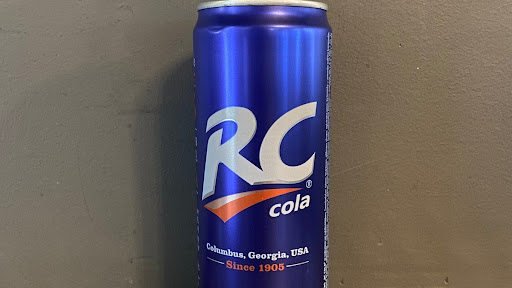 RC
cola®
Columbus, Georgia, USA
Since 1905